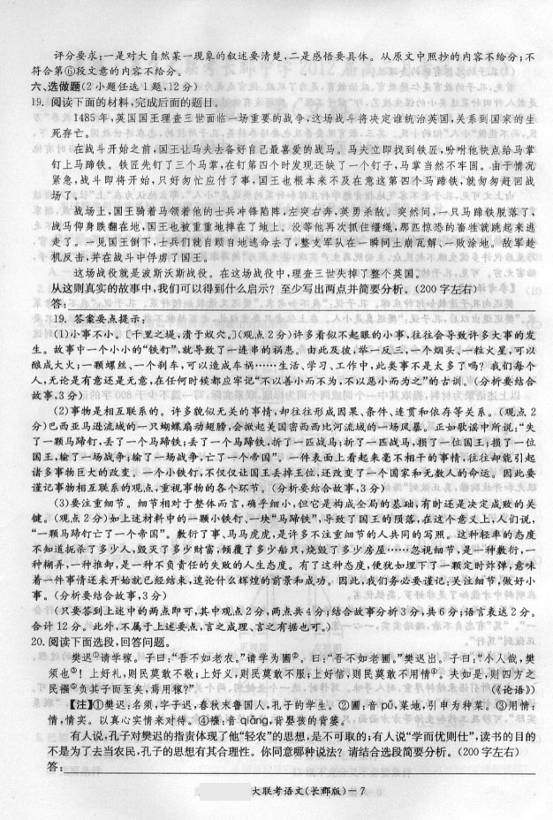 评分要求:一是对大自然某一现象的叙述要清楚,二是感悟要具体。从原文中照抄的内容不给分;不
符合第⑥段文意的内容不给分。
六、选做题(2小题任选1题,12分)
19. 阅读下面的材料,完成后面的题目。
1485年,英国国王理查三世面临一场重要的战争,这场战斗将决定谁统治英国,关系到国家的生
死存亡。
在战斗开始之前,国王让马夫去备好自己最喜爱的战马。马夫立即找到铁匠,吩咐他快点给马掌
钉上马蹄铁。铁匠先钉了三个马掌,在钉第四个时发现还缺了一个钉子,马掌当然不牢固。由于情况
紧急,战斗即将开始,只好匆忙应付了事,国王也根本来不及在意这第四个马蹄铁,就匆匆赶回战
场了。
战场上,国王骑着马领着他的士兵冲锋陷阵,左突右奔,英勇杀敌。突然间,一只马蹄铁脱落了,
战马仰身跌翻在地,国王也被重重地摔在了地上。没等他再次抓住缰绳,那匹惊恐的畜生就跳起来逃
走了。一见国王倒下,士兵们就自顾自地逃命去了,整支军队在一瞬间土崩瓦解、一败涂地。敌军趁
机反击,并在战斗中俘虏了国王。
这场战役就是波斯沃斯战役。在这场战役中,理查三世失掉了整个英国。
从这则真实的故事中,我们可以得到什么启示?至少写出两点并简要分析。(200字左右)
答:
19. 答案要点提示:
(1)小事不小。[千里之堤,溃于蚁穴。](观点2分)许多看似不起眼的小事,往往会导致许多大事的发
生。故事中一个小小的“铁钉”,就导致了一连串的祸患。由此及彼,举一反三,一个烟头、一粒火星,可以
酿成大火;一颗螺丝、一个刹车,可以造成车祸……生活、学习、工作中,此类事不是太多了吗?我们每个
人,无论是有意还是无意,在任何时候都应牢记“不以善小而不为,不以恶小而为之”的古训。(分析要结合
故事,3分)
(2)事物是相互联系的。许多貌似无关的事情,却往往形成因果、条件、连贯和依存等关系。(观点2
分)巴西亚马逊流域的一只蝴蝶扇动翅膀,会掀起美国密西西比河流域的一场风暴。正如歌谣中所说:“失
了一颗马蹄钉,丢了一个马蹄铁;丢了一个马蹄铁,折了一匹战马;折了一匹战马,损了一位国王;损了一位
国王,输了一场战争;输了一场战争,亡了一个帝国”。一件表面上看起来毫不相干的事情,往往却能引起
诸多事物巨大的改变。一个小铁钉,不仅仅让国王丢掉王位,还改变了一个国家和无数人的命运。因此要
谨记事物相互联系的观点,重视事物的各个环节。(分析要结合故事,3分)
(3)要注重细节。细节相对于整体而言,确乎细小,但它是构成全局的基础,有时还是决定成败的关
键。(观点2分)如上述材料中的一颗小铁钉、一块“马蹄铁”,导致了国王的殒落,在这个意义上,人们说,
“一颗马蹄钉亡了一个帝国”。敷衍了事、马马虎虎,是许多不注重细节的人共同的写照。这种轻率的态度
不知道扼杀了多少人,毁灭了多少财富,倾覆了多少船只,烧毁了多少房屋……忽视细节,是一种敷衍,一
种糊弄,一种推卸,是一种不负责任的失败的人生态度。有了这种态度,便犹如埋下了一颗定时炸弹,意味
着一件事情还未开始就已经结束,遑论什么辉煌的前景和成功。因此,我们务必要谨记:关注细节,做好小
事。(分析要结合故事,3分)
(只要答到上述中的两点即可,其中观点2分,两点共4分;结合故事分析3分,共6分;语言表达2分。
合计12分。此外,不属于上述要点,言之成理、言之有据也可。)
20. 阅读下面选段,回答问题。
樊迟①请学稼。子曰:“吾不如老农。”请学为圃②。曰:“吾不如老圃。”樊迟出。子曰:“小人哉,樊
须也①!上好礼,则民莫敢不敬;上好义,则民莫敢不服;上好信,则民莫敢不用情③。夫如是,则四方之
民襁④负其子而至矣,焉用稼?”
(《论语》)
【注】①樊迟:名须,字子迟,春秋末鲁国人,孔子的学生。②圃:音pǔ,菜地,引申为种菜。③用情:
情,情实。以真心实情来对待。④襁:音qiǎng,背婴孩的背篓。
有人说,孔子对樊迟的指责体现了他“轻农”的思想,是不可取的;有人说“学而优则仕”,读书的目的
不是为了去当农民,孔子的思想有其合理性。你同意哪种说法?请结合选段简要分析。(200字左右)
答:
大联考语文(长郡版)—7